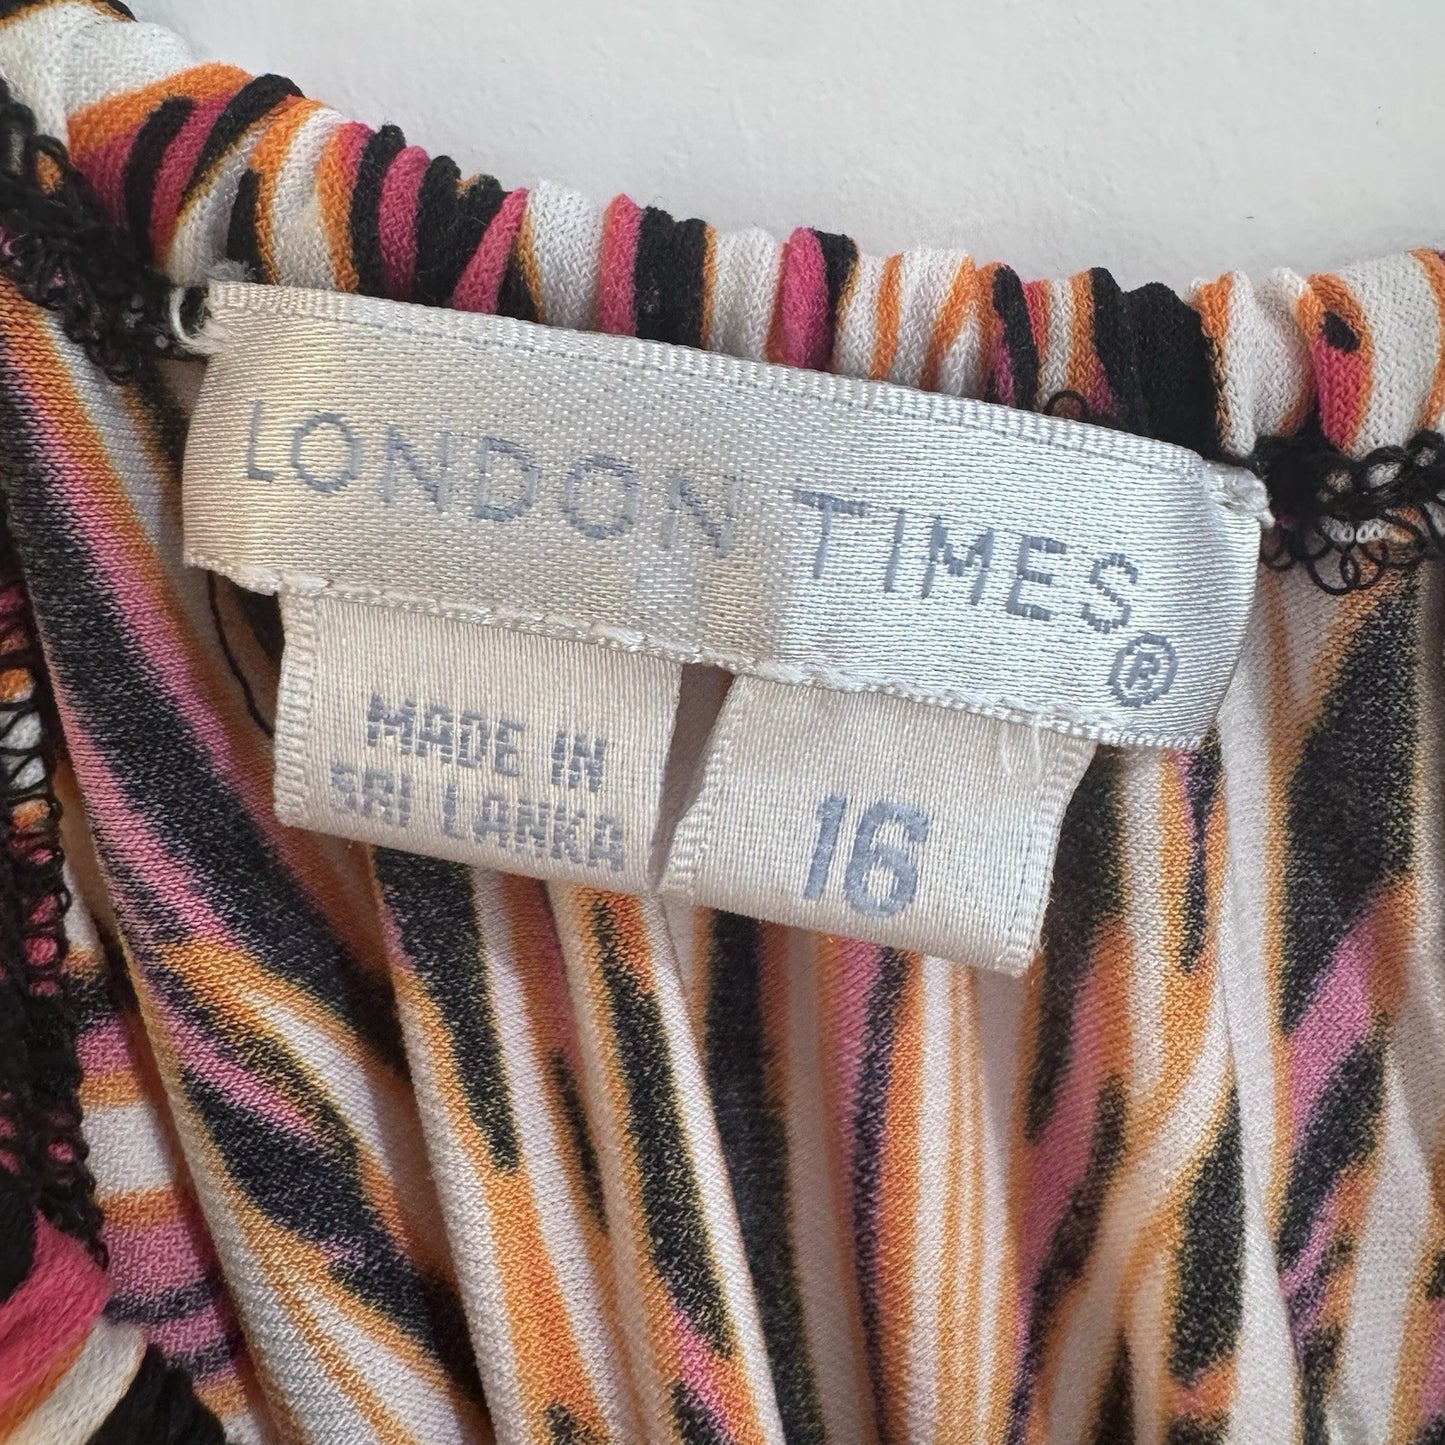 LONDON TIMES®
MADE IN
SRI LANKA
16